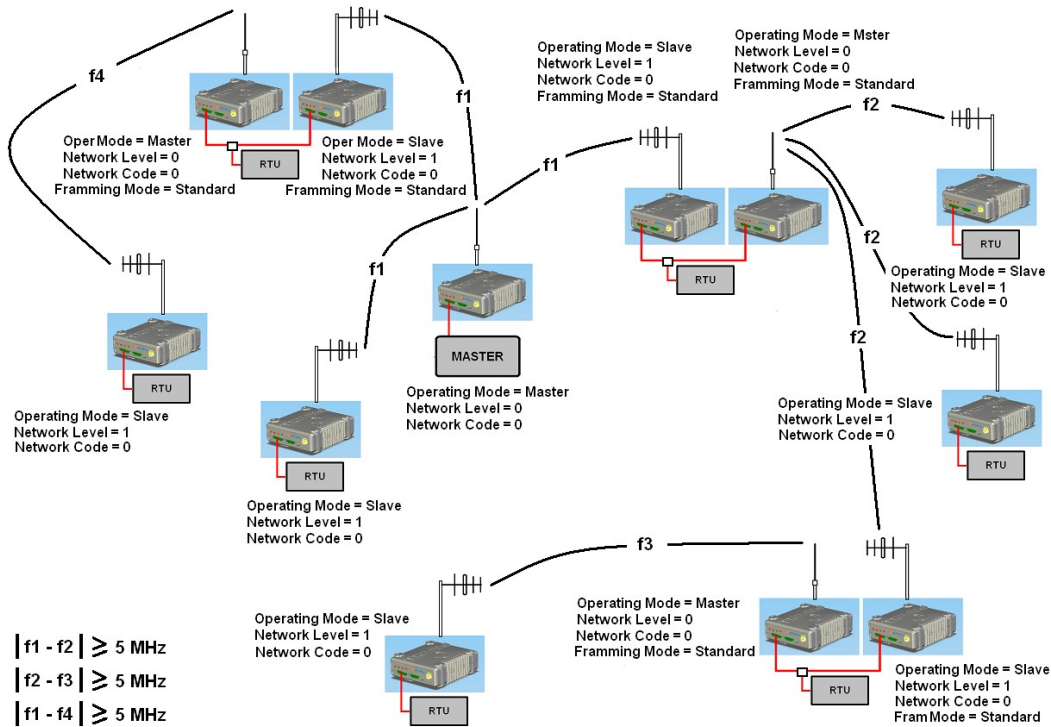 f4
f1
Oper Mode = Master
Network Level = 0
Network Code = 0
Framming Mode = Standard
RTU
Oper Mode = Slave
Network Level = 1
Network Code = 0
Framming Mode = Standard
Operating Mode = Slave
Network Level = 1
Network Code = 0
Framming Mode = Standard
Operating Mode = Mster
Network Level = 0
Network Code = 0
Framming Mode = Standard
f2
f1
RTU
RTU
f2
Operating Mode = Slave
Network Level = 1
Network Code = 0
f1
MASTER
Operating Mode = Master
Network Level = 0
Network Code = 0
RTU
Operating Mode = Slave
Network Level = 1
Network Code = 0
f2
Operating Mode = Slave
Network Level = 1
Network Code = 0
RTU
RTU
Operating Mode = Slave
Network Level = 1
Network Code = 0
f3
Operating Mode = Slave
Network Level = 1
Network Code = 0
RTU
Operating Mode = Master
Network Level = 0
Network Code = 0
Framming Mode = Standard
RTU
Operating Mode = Slave
Network Level = 1
Network Code = 0
Fram Mode = Standard
|f1 - f2| ⩾ 5 MHz
|f2 - f3| ⩾ 5 MHz
|f1 - f4| ⩾ 5 MHz